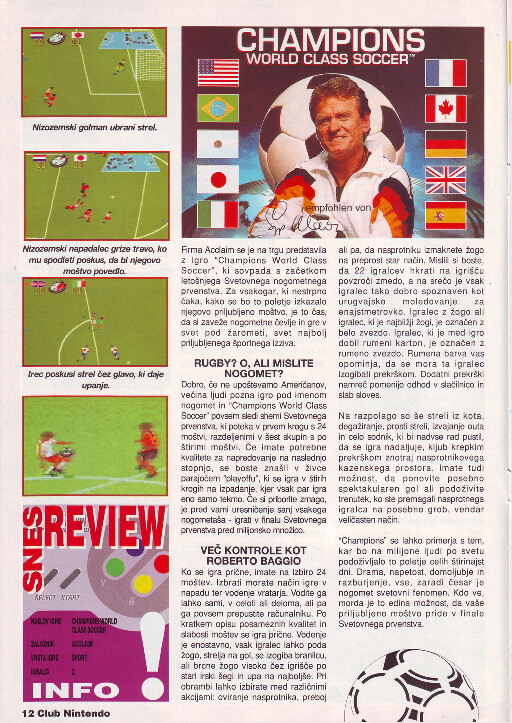 Nizozemski golman ubrani strel.
Nizozemski napadalec grize travo, ko
mu spodleti poskus, da bi njegovo
moštvo povedlo.
Irec poskusi strel čez glavo, ki daje
upanje.
SNES
REVIEW
SELECT START
NASLOV IGRE CHAMPIONS WORLD
CLASS SOCCER
ZALOŽNIK ACCLAIM
VRSTA IGRE ŠPORT
IGRALCI 2
INFO !
12 Club Nintendo
CHAMPIONS
WORLD CLASS SOCCER™
empfohlen von
Firma Acclaim se je na trgu predstavila
z igro "Champions World Class
Soccer", ki sovpada s začetkom
letošnjega Svetovnega nogometnega
prvenstva. Za vsakogar, ki nestrpno
čaka, kako se bo to poletje izkazalo
njegovo priljubljeno moštvo, je to čas,
da si zaveže nogometne čevlje in gre v
svet pod žarometi, svet najbolj
priljubljenega športnega izziva.
RUGBY? O, ALI MISLITE
NOGOMET?
Dobro, če ne upoštevamo Američanov,
večina ljudi pozna igro pod imenom
nogomet in "Champions World Class
Soccer" povsem sledi shemi Svetovnega
prvenstva, ki poteka v prvem krogu s 24
moštvi, razdeljenimi v šest skupin a po
štirimi moštvi. Če imate potrebne
kvalitete za napredovanje na naslednjo
stopnjo, se boste znašli v živce
parajočem "playoffu", ki se igra v štirih
krogih na izpadanje, kjer vsak par igra
eno samo tekmo. Če si priborite zmago,
je pred vami uresničenje sanj vsakega
nogometaša - igrati v finalu Svetovnega
prvenstva pred milijonsko množico.
VEČ KONTROLE KOT
ROBERTO BAGGIO
Ko se igra prične, imate na izbiro 24
moštev. Izbrati morate način igre v
napadu ter vodenje vratarja. Vodite ga
lahko sami, v celoti ali deloma, ali pa
ga povsem prepustite računalniku. Po
kratkem opisu posameznih kvalitet in
slabosti moštev se igra prične. Vodenje
je enostavno, vsak igralec lahko poda
žogo, strelja na gol, se izogiba branilcu,
ali brcne žogo visoko čez igrišče po
stari irski šegi in upa na najboljše. Pri
obrambi lahko izbirate med različnimi
akcijami: oviranje nasprotnika, preboj
ali pa, da nasprotniku izmaknete žogo
na preprost star način. Mislili si boste,
da 22 igralcev hkrati na igrišču
povzroči zmedo, a na srečo je vsak
igralec tako dobro spoznaven kot
urugvajsko moledovanje za
enajstmetrovko. Igralec z žogo ali
igralec, ki je najbližji žogi, je označen z
belo zvezdo. Igralec, ki je med igro
dobil rumeni karton, je označen z
rumeno zvezdo. Rumena barva vas
opominja, da se mora ta igralec
izogibati prekrškom. Dodatni prekrški
namreč pomenijo odhod v slačilnico in
slab sloves.
Na razpolago so še streli iz kota,
degažiranje, prosti streli, izvajanje outa
in celo sodnik, ki bi nadvse rad pustil,
da se igra nadaljuje, kljub krepkim
prekrškom znotraj nasprotnikovega
kazenskega prostora. Imate tudi
možnost, da ponovite posebno
spektakularen gol ali podoživite
trenutek, ko ste premagali nasprotnega
igralca na posebno grob, vendar
veličasten način.
"Champions" se lahko primerja s tem,
kar bo na milijone ljudi po svetu
podoživljalo to poletje celih štirinajst
dni. Drama, napetost, domoljubje in
razburjenje, vse, zaradi česar je
nogomet svetovni fenomen. Kdo ve,
morda je to edina možnost, da vaše
priljubljeno moštvo pride v finale
Svetovnega prvenstva.